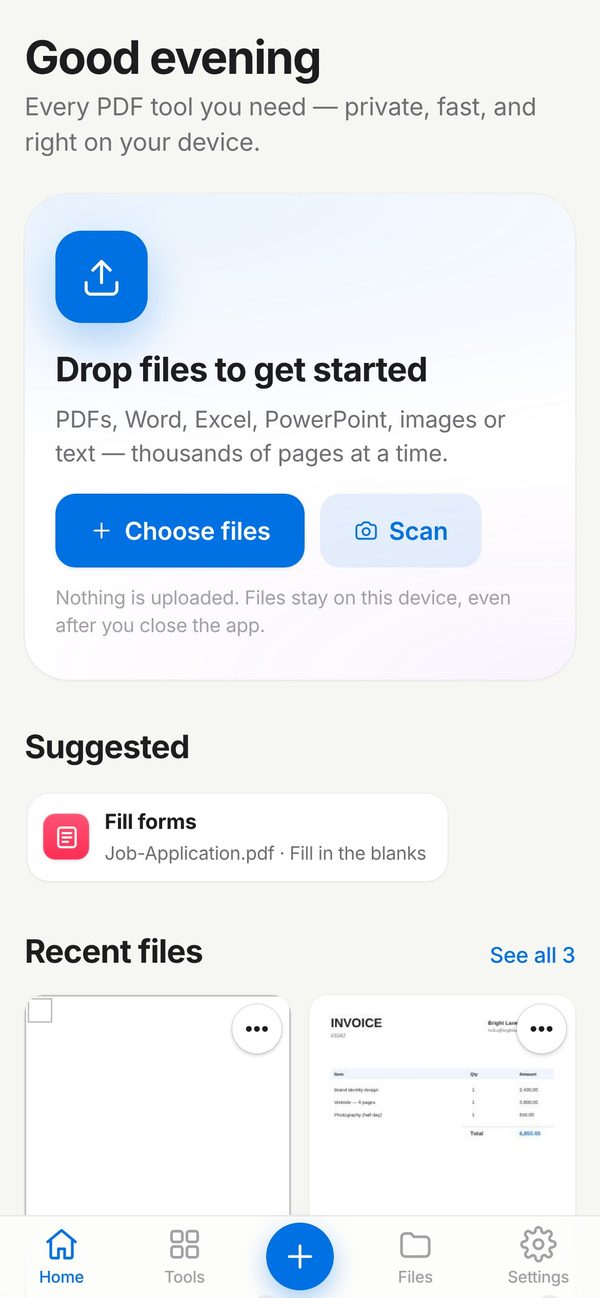 Good evening
Every PDF tool you need — private, fast, and
right on your device.
Drop files to get started
PDFs, Word, Excel, PowerPoint, images or
text — thousands of pages at a time.
Choose files
Scan
Nothing is uploaded. Files stay on this device, even
after you close the app.
Suggested
Fill forms
Job-Application.pdf · Fill in the blanks
Recent files
See all 3
INVOICE
#1042
Bright Lane
Item Qty Amount
Brand identity design 1 2,400.00
Website — 8 pages 1 3,800.00
Photography (half day) 1 650.00
Total 6,850.00
Home
Tools
Files
Settings